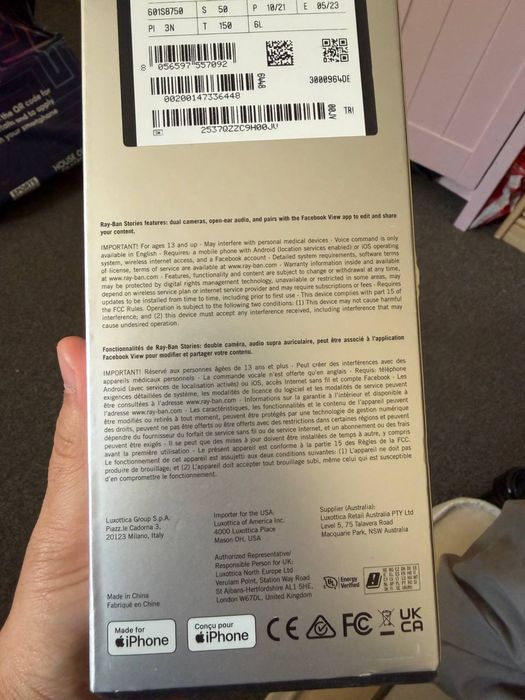 601S8750 S 50 P 10/21 E 05/23
PI 3N T 150 6L
8 056597 557092
6A48
3000964DE
00200147336448
00JV
TRI
2537QZZC9H00JV
the QR code for
ils and to apply
your smartphone
SPORTS
Ray-Ban Stories features: dual cameras, open-ear audio, and pairs with the Facebook View app to edit and share
your content.
IMPORTANT! For ages 13 and up - May interfere with personal medical devices - Voice command is only
available in English - Requires: a mobile phone with Android (location services enabled) or iOS operating
system, wireless internet access, and a Facebook account - Detailed system requirements, software terms
of license, terms of service are available at www.ray-ban.com - Warranty information inside and available
at www.ray-ban.com - Features, functionality and content are subject to change or withdrawal at any time,
may be protected by digital rights management technology, unavailable or restricted in some areas, may
depend on wireless service plan or internet service provider and may require subscriptions or fees - Requires
updates to be installed from time to time, including prior to first use - This device complies with part 15 of
the FCC Rules. Operation is subject to the following two conditions: (1) This device may not cause harmful
interference; and (2) this device must accept any interference received, including interference that may
cause undesired operation.
Fonctionnalités de Ray-Ban Stories: double caméra, audio supra auriculaire, peut être associé à l'application
Facebook View pour modifier et partager votre contenu.
IMPORTANT! Réservé aux personnes âgées de 13 ans et plus - Peut créer des interférences avec des
appareils médicaux personnels - La commande vocale n'est offerte qu'en anglais - Requis: téléphone
Android (avec services de localisation activés) ou iOS, accès Internet sans fil et compte Facebook - Les
exigences détaillées de système, les modalités de licence du logiciel et les modalités de service peuvent
être consultées à l'adresse www.ray-ban.com - Informations sur la garantie à l'intérieur et disponible à
l'adresse www.ray-ban.com - Les caractéristiques, les fonctionnalités et le contenu de l'appareil peuvent
être modifiés ou retirés à tout moment, peuvent être protégés par une technologie de gestion numérique
des droits, peuvent ne pas être offerts ou être offerts avec des restrictions dans certaines régions et peuvent
dépendre du fournisseur du forfait de service sans fil ou de service internet, et un abonnement ou des frais
peuvent être exigés - Il se peut que des mises à jour doivent être installées de temps à autre, y compris
avant la première utilisation - Le présent appareil est conforme à la partie 15 des Règles de la FCC.
Le fonctionnement de cet appareil est assujetti aux deux conditions suivantes: (1) L'appareil ne doit pas
produire de brouillage, et (2) L'appareil doit accepter tout brouillage subi, même celui qui est susceptible
d'en compromettre le fonctionnement.
Luxottica Group S.p.A.
Piazz.le Cadorna 3,
20123 Milano, Italy
Importer for the USA:
Luxottica of America Inc.
4000 Luxottica Place
Mason OH, USA
Supplier (Australia):
Luxottica Retail Australia PTY Ltd
Level 5, 75 Talavera Road
Macquarie Park, NSW Australia
Authorized Representative/
Responsible Person for UK:
Luxottica North Europe Ltd
Verulam Point, Station Way Road
St Albans-Hertfordshire AL1 5HE,
London W67DL, United Kingdom
Made in China
Fabriqué en China
UL Energy
Verified
Made for
iPhone
Conçu pour
iPhone
CE FC UK
CA